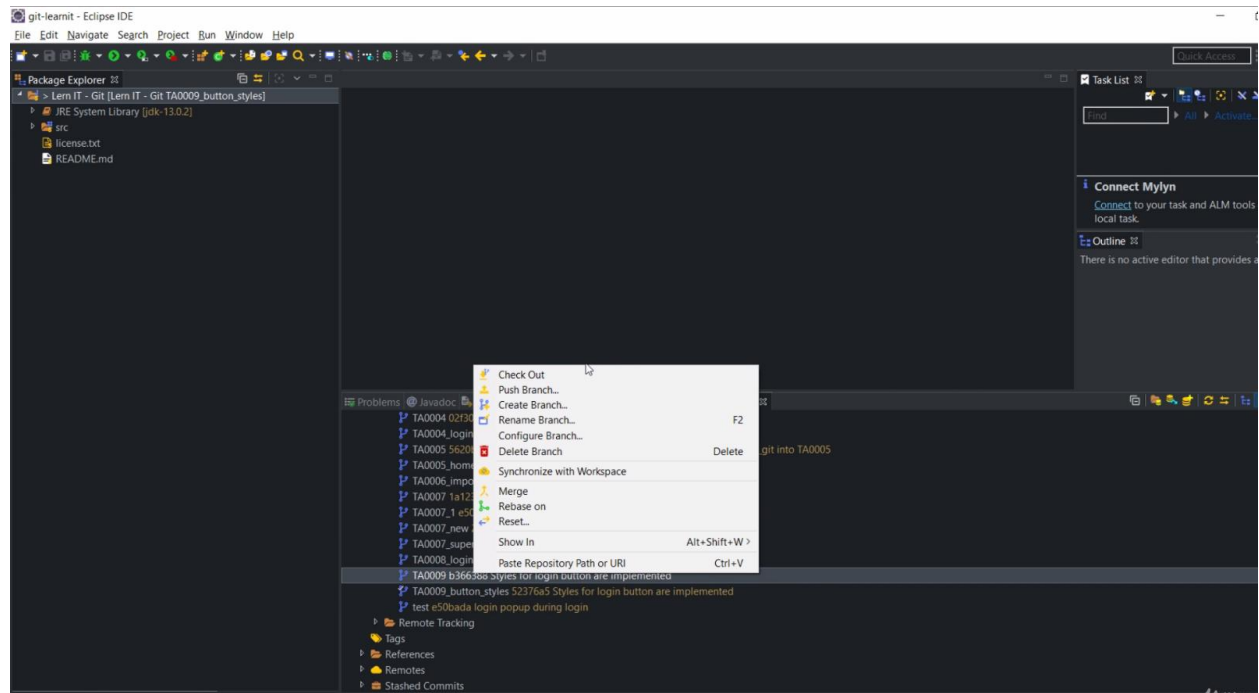 git-learnit - Eclipse IDE
File Edit Navigate Search Project Run Window Help
Quick Access
Package Explorer
> Lern IT - Git [Lern IT - Git TA0009_button_styles]
JRE System Library [jdk-13.0.2]
src
license.txt
README.md
Task List
Find All Activate...
Connect Mylyn
Connect to your task and ALM tools
local task.
Outline
There is no active editor that provides a
Check Out
Push Branch...
Create Branch...
Rename Branch... F2
Configure Branch...
Delete Branch Delete
Synchronize with Workspace
Merge
Rebase on
Reset...
Show In Alt+Shift+W >
Paste Repository Path or URI Ctrl+V
Problems @ Javadoc
TA0004 02f30
TA0004_login
TA0005 5620 git into TA0005
TA0005_home
TA0006_impo
TA0007 1a123
TA0007_1 e50
TA0007_new
TA0007_super
TA0008_login
TA0009 b366388 Styles for login button are implemented
TA0009_button_styles 52376a5 Styles for login button are implemented
test e50bada login popup during login
Remote Tracking
Tags
References
Remotes
Stashed Commits